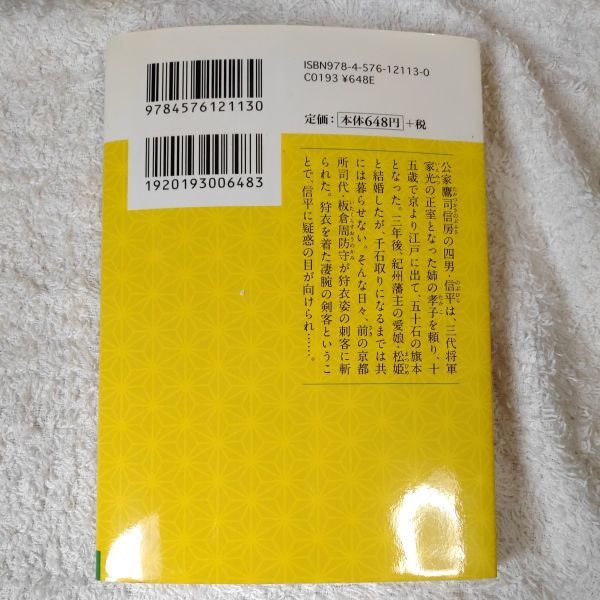 ISBN978-4-576-12113-0
C0193 ¥648E
9784576121130
定価：本体648円+税
1920193006483
公家鷹司信房の四男・信平は、三代将軍
家光の正室となった姉の孝子を頼り、十
五歳で京より江戸に出て、五十石の旗本
となった。三年後、紀州藩主の愛娘・松姫
と結婚したが、千石取りになるまでは共
には暮らせない。そんな日々、前の京都
所司代・板倉周防守が狩衣姿の刺客に斬
られた。狩衣を着た凄腕の剣客というこ
とで、信平に疑惑の目が向けられ……。